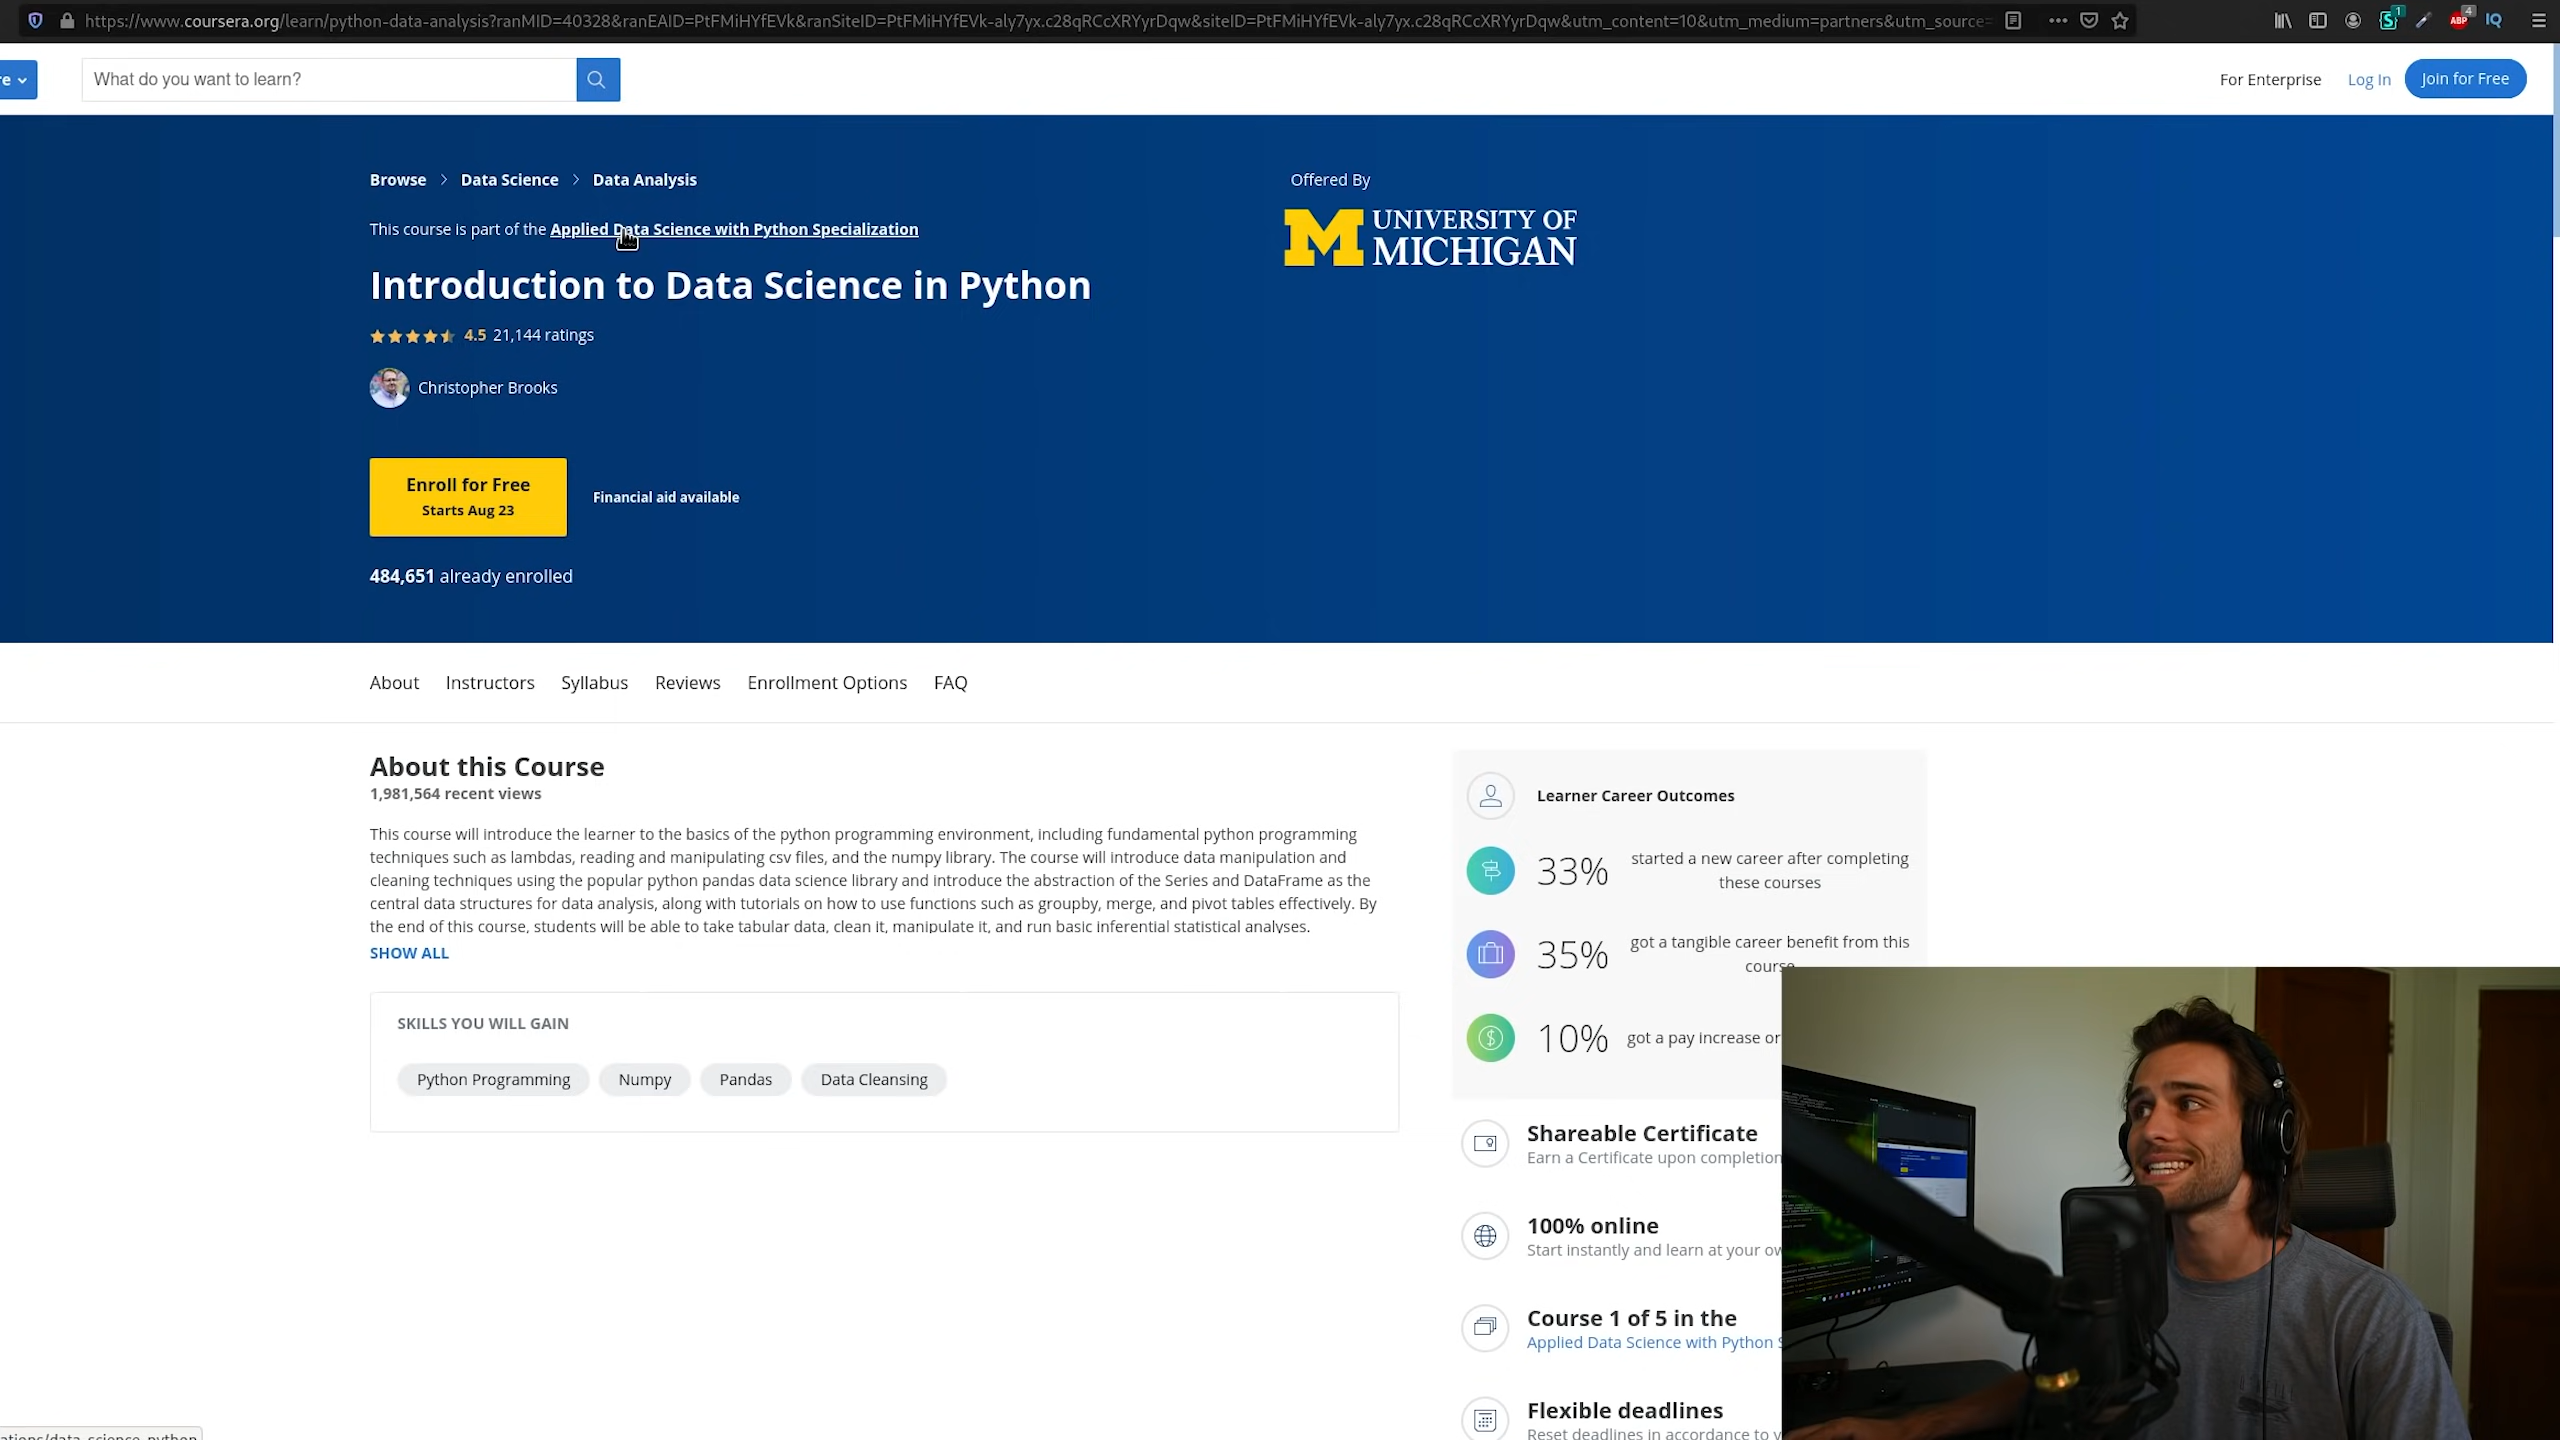 https://www.coursera.org/learn/python-data-analysis?ranMID=40328&ranEAID=PtFMiHYfEVk&ranSiteID=PtFMiHYfEVk-aly7yx.c28qRCcXRYyrDqw&siteID=PtFMiHYfEVk-aly7yx.c28qRCcXRYyrDqw&utm_content=10&utm_medium=partners&utm_source=
1
ABP
4
IQ
re
What do you want to learn?
For Enterprise
Log In
Join for Free
Browse > Data Science > Data Analysis
Offered By
This course is part of the Applied Data Science with Python Specialization
UNIVERSITY OF
MICHIGAN
Introduction to Data Science in Python
4.5 21,144 ratings
Christopher Brooks
Enroll for Free
Starts Aug 23
Financial aid available
484,651 already enrolled
About Instructors Syllabus Reviews Enrollment Options FAQ
About this Course
1,981,564 recent views
This course will introduce the learner to the basics of the python programming environment, including fundamental python programming
techniques such as lambdas, reading and manipulating csv files, and the numpy library. The course will introduce data manipulation and
cleaning techniques using the popular python pandas data science library and introduce the abstraction of the Series and DataFrame as the
central data structures for data analysis, along with tutorials on how to use functions such as groupby, merge, and pivot tables effectively. By
the end of this course, students will be able to take tabular data, clean it, manipulate it, and run basic inferential statistical analyses.
SHOW ALL
SKILLS YOU WILL GAIN
Python Programming
Numpy
Pandas
Data Cleansing
Learner Career Outcomes
33%
started a new career after completing
these courses
35%
got a tangible career benefit from this
course
10%
got a pay increase or
Shareable Certificate
Earn a Certificate upon completion
100% online
Start instantly and learn at your
Course 1 of 5 in the
Applied Data Science with Python
Flexible deadlines
Reset deadlines in accordance to
ations/data-science-python